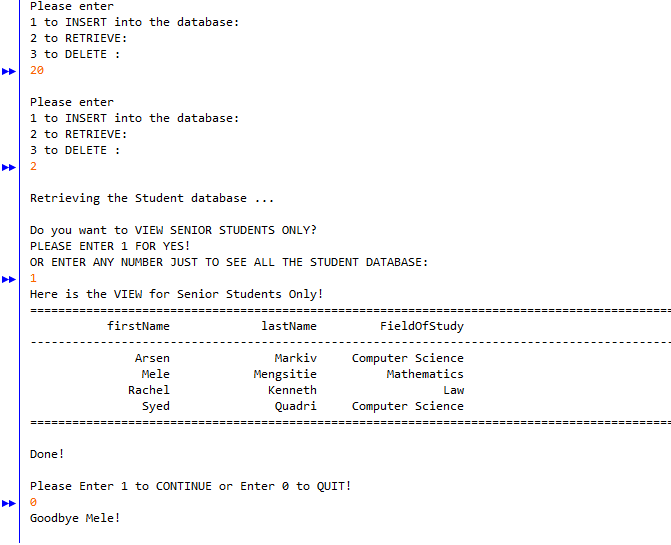 Please enter
1 to INSERT into the database:
2 to RETRIEVE:
3 to DELETE :
20
Please enter
1 to INSERT into the database:
2 to RETRIEVE:
3 to DELETE :
2
Retrieving the Student database ...
Do you want to VIEW SENIOR STUDENTS ONLY?
PLEASE ENTER 1 FOR YES!
OR ENTER ANY NUMBER JUST TO SEE ALL THE STUDENT DATABASE:
1
Here is the VIEW for Senior Students Only!
firstName lastName FieldOfStudy
Arsen Markiv Computer Science
Mele Mengsitie Mathematics
Rachel Kenneth Law
Syed Quadri Computer Science
Done!
Please Enter 1 to CONTINUE or Enter 0 to QUIT!
0
Goodbye Mele!